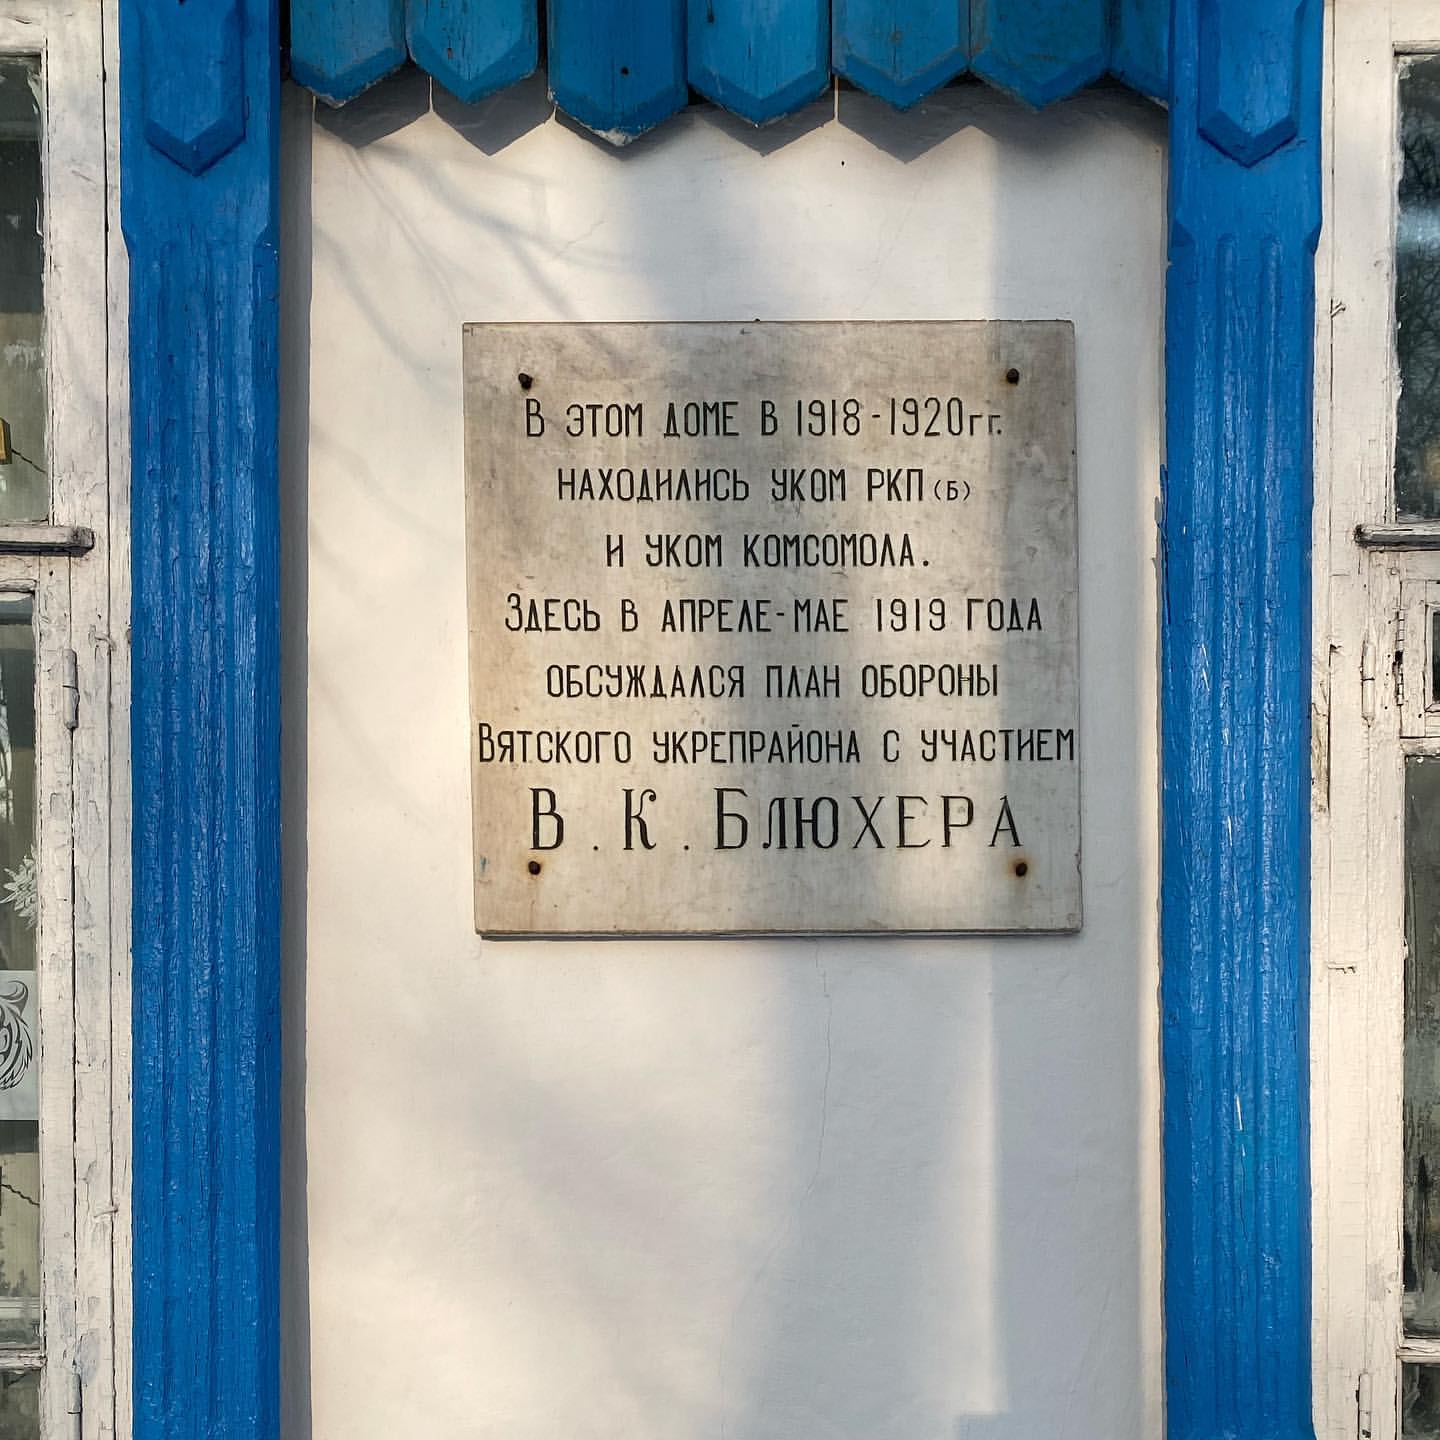 В ЭТОМ ДОМЕ В 1918-1920гг.
НАХОДИЛИСЬ УКОМ РКП(Б)
И УКОМ КОМСОМОЛА.
ЗДЕСЬ В АПРЕЛЕ-МАЕ 1919 ГОДА
ОБСУЖДАЛСЯ ПЛАН ОБОРОНЫ
ВЯТСКОГО УКРЕПРАЙОНА С УЧАСТИЕМ
В.К.БЛЮХЕРА